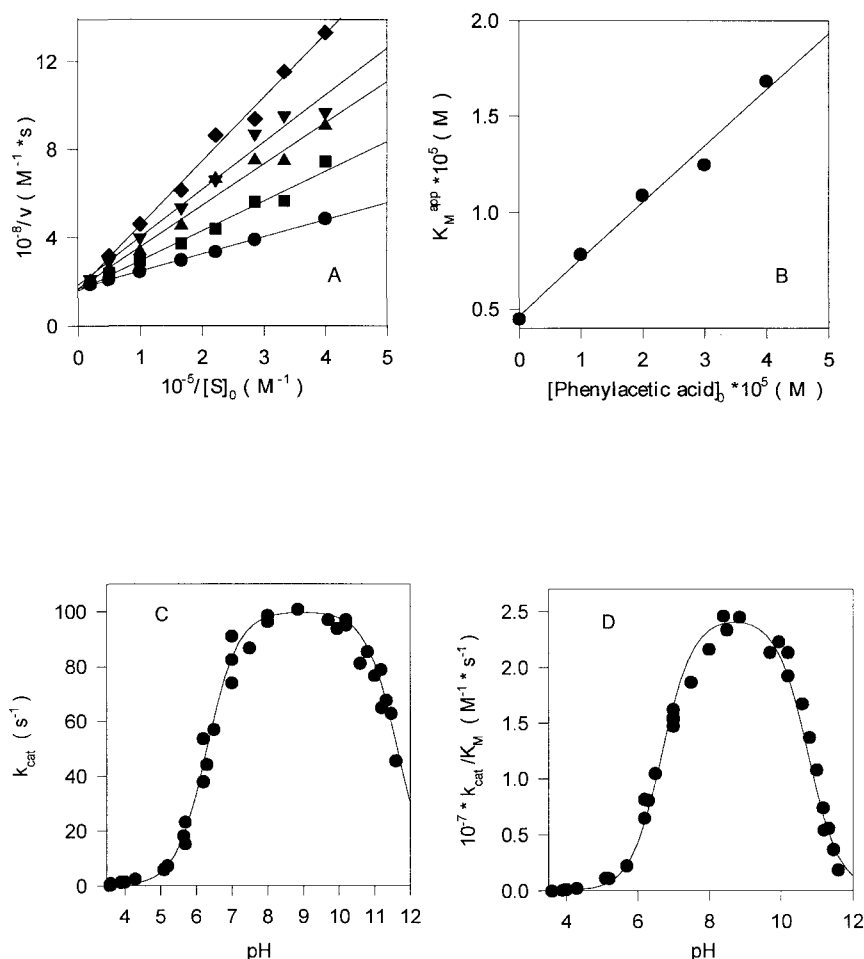 12
8
4
0
10⁻⁸/v ( M⁻¹ *s)
A
0 1 2 3 4 5
10⁻⁵/[S]₀ ( M⁻¹)
2.0
1.5
1.0
0.5
K_M^app *10⁵ ( M)
B
0 1 2 3 4 5
[Phenylacetic acid]₀ *10⁵ ( M)
100
80
60
40
20
0
k_cat ( s⁻¹)
C
4 5 6 7 8 9 10 11 12
pH
2.5
2.0
1.5
1.0
0.5
0.0
10⁻⁷ * k_cat /K_M ( M⁻¹ * s⁻¹)
D
4 6 8 10 12
pH